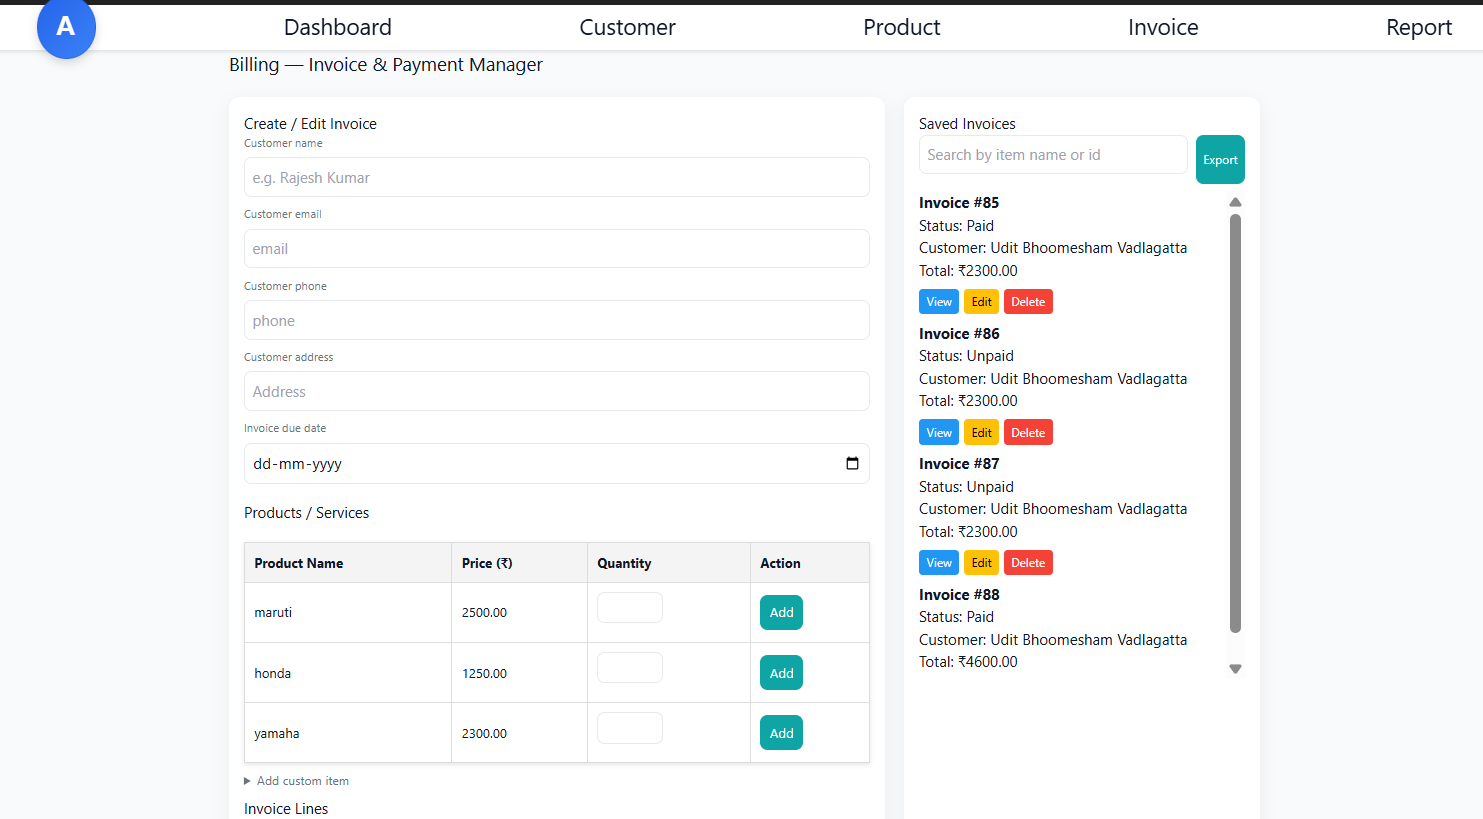 A Dashboard Customer Product Invoice Report
Billing — Invoice & Payment Manager
Create / Edit Invoice
Customer name
e.g. Rajesh Kumar
Customer email
email
Customer phone
phone
Customer address
Address
Invoice due date
dd-mm-yyyy
Products / Services
Product Name Price (₹) Quantity Action
maruti 2500.00 Add
honda 1250.00 Add
yamaha 2300.00 Add
Add custom item
Invoice Lines
Saved Invoices
Search by item name or id Export
Invoice #85
Status: Paid
Customer: Udit Bhoomesham Vadlagatta
Total: ₹2300.00
View Edit Delete
Invoice #86
Status: Unpaid
Customer: Udit Bhoomesham Vadlagatta
Total: ₹2300.00
View Edit Delete
Invoice #87
Status: Unpaid
Customer: Udit Bhoomesham Vadlagatta
Total: ₹2300.00
View Edit Delete
Invoice #88
Status: Paid
Customer: Udit Bhoomesham Vadlagatta
Total: ₹4600.00